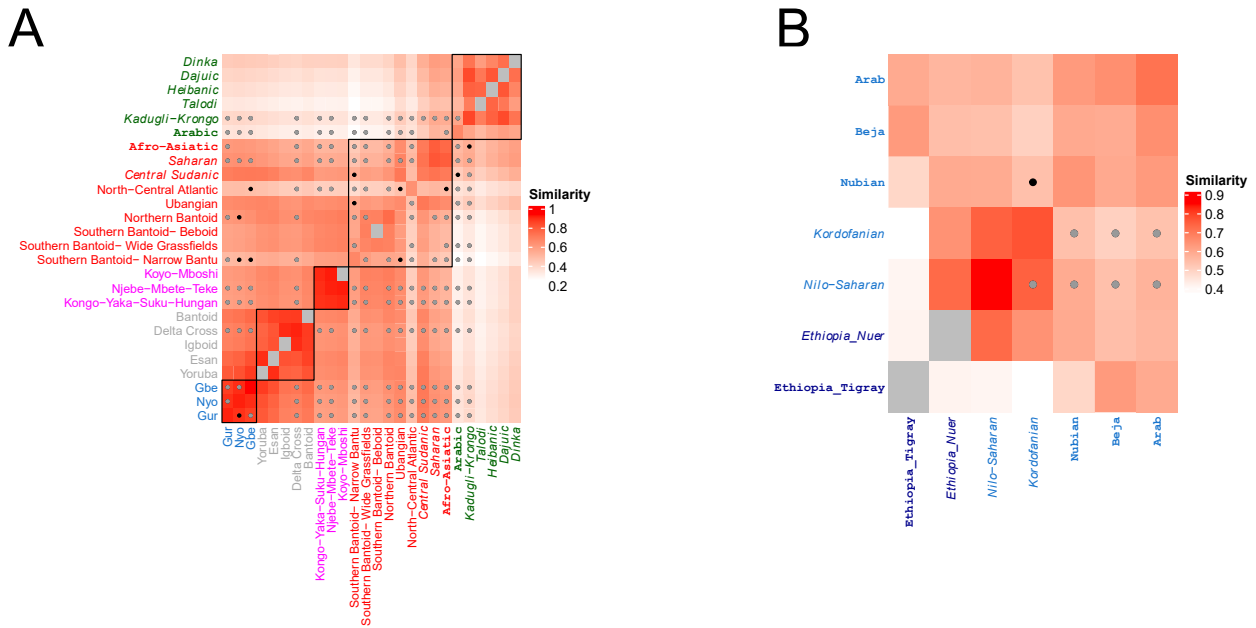 A
Dinka
Dajuic
Heibanic
Talodi
Kadugli−Krongo
Arabic
Afro−Asiatic
Saharan
Central Sudanic
North−Central Atlantic
Ubangian
Northern Bantoid
Southern Bantoid− Beboid
Southern Bantoid− Wide Grassfields
Southern Bantoid− Narrow Bantu
Koyo−Mboshi
Njebe−Mbete−Teke
Kongo−Yaka−Suku−Hungan
Bantoid
Delta Cross
Igboid
Esan
Yoruba
Gbe
Nyo
Gur
Gur
Nyo
Gbe
Yoruba
Esan
Igboid
Delta Cross
Bantoid
Kongo−Yaka−Suku−Hungan
Njebe−Mbete−Teke
Koyo−Mboshi
Southern Bantoid− Narrow Bantu
Southern Bantoid− Wide Grassfields
Southern Bantoid− Beboid
Northern Bantoid
Ubangian
North−Central Atlantic
Central Sudanic
Saharan
Afro−Asiatic
Arabic
Kadugli−Krongo
Talodi
Heibanic
Dajuic
Dinka
Similarity
1
0.8
0.6
0.4
0.2
B
Arab
Beja
Nubian
Kordofanian
Nilo−Saharan
Ethiopia_Nuer
Ethiopia_Tigray
Ethiopia_Tigray
Ethiopia_Nuer
Nilo−Saharan
Kordofanian
Nubian
Beja
Arab
Similarity
0.9
0.8
0.7
0.6
0.5
0.4